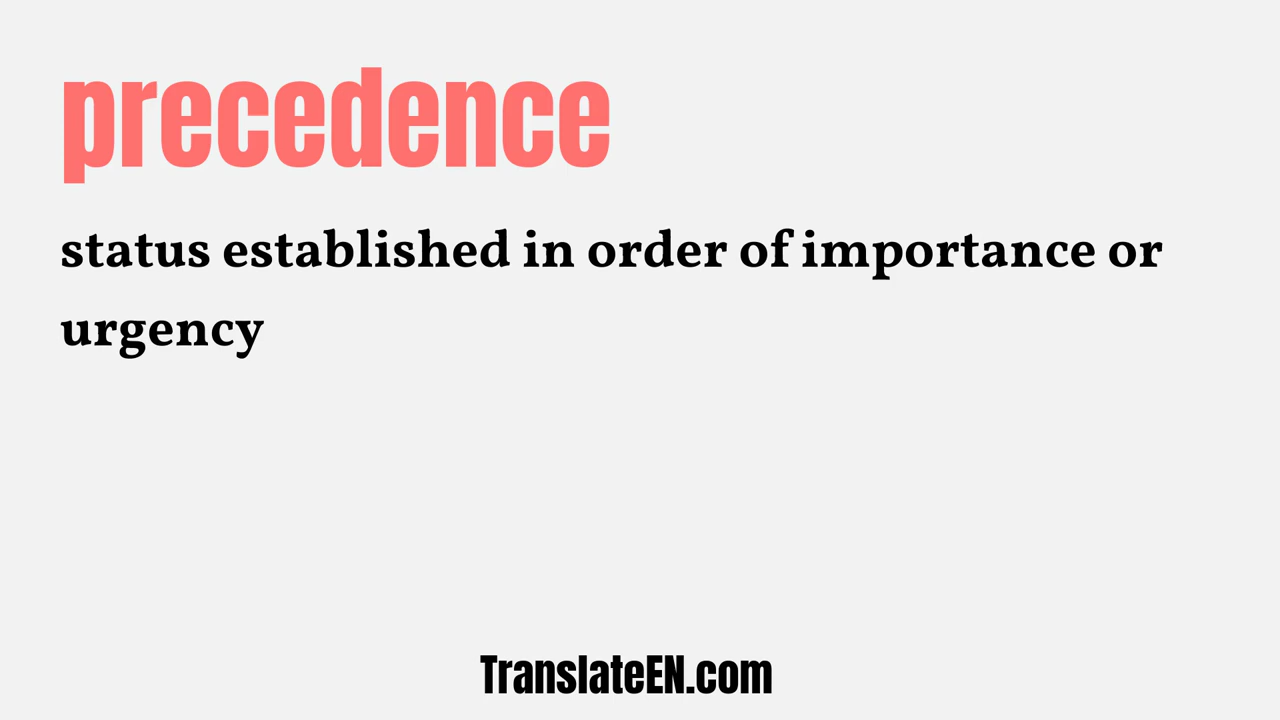 precedence
status established in order of importance or
urgency
TranslateEN.com